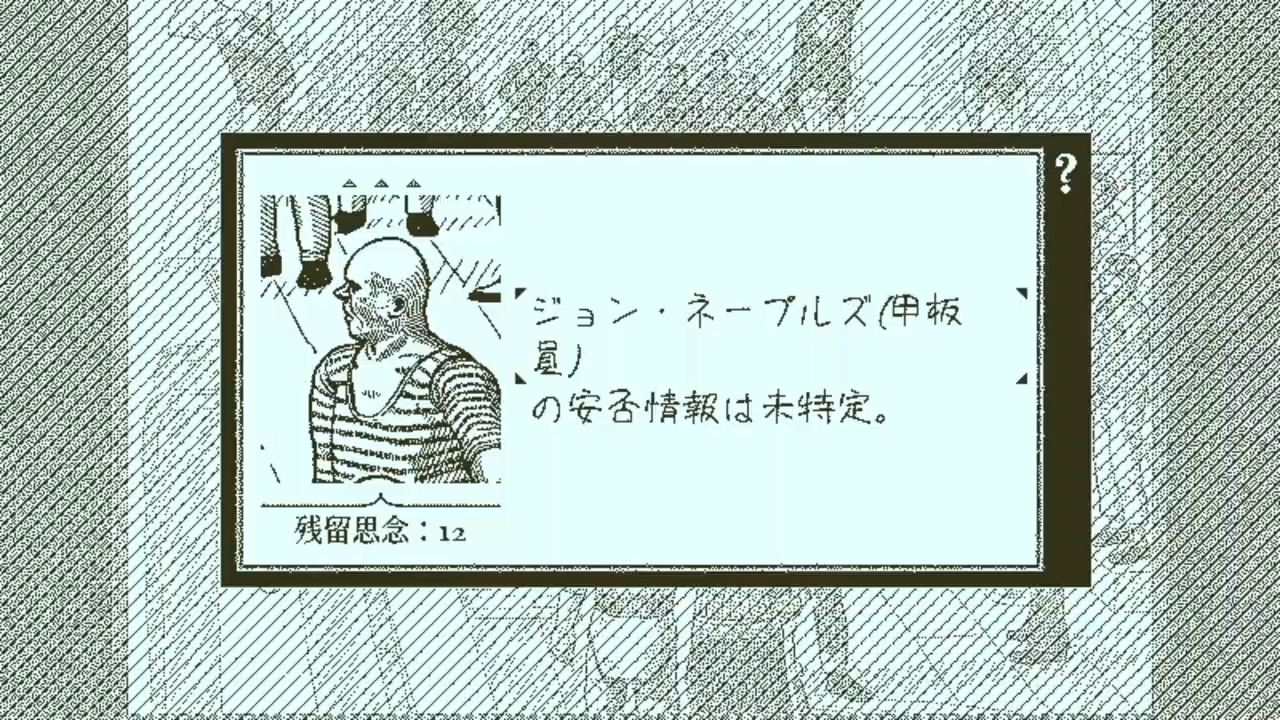 ?
ジョン・ネープルズ(甲板
員)
の安否情報は未特定。
残留思念：12